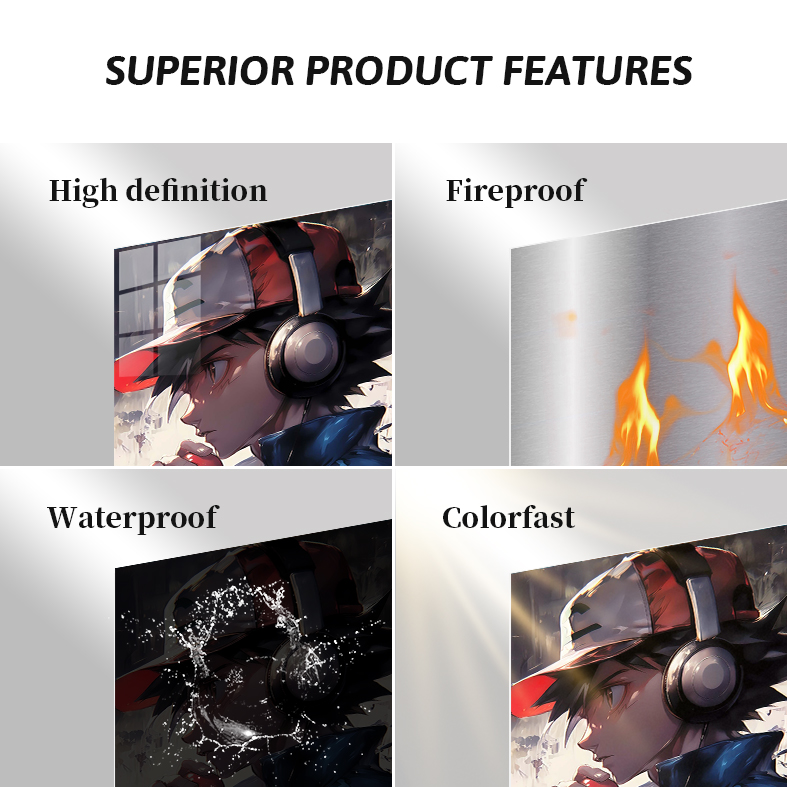 SUPERIOR PRODUCT FEATURES
High definition
Fireproof
Waterproof
Colorfast